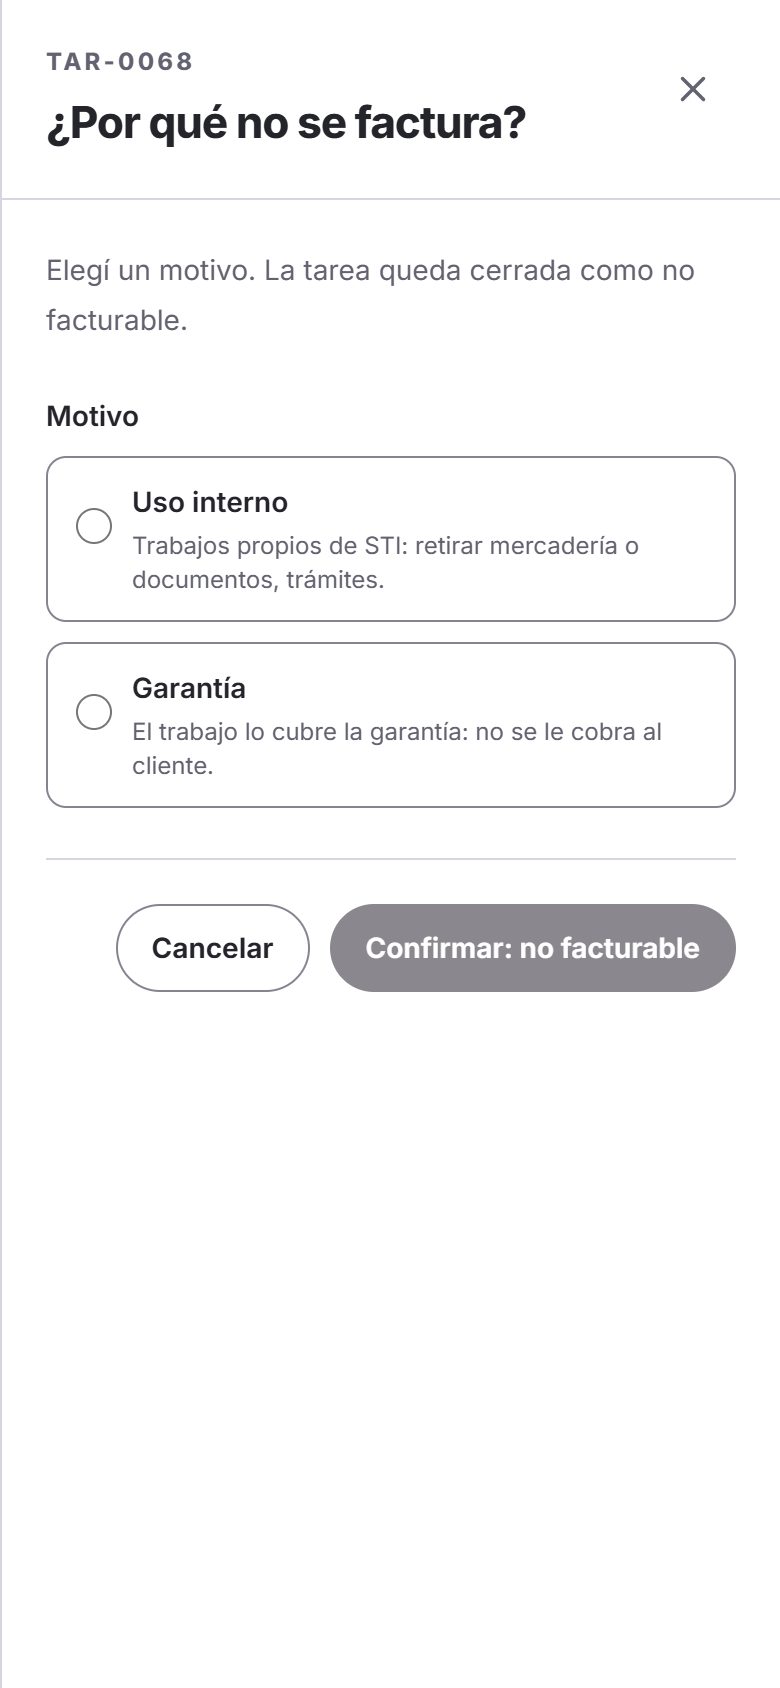 TAR-0068
¿Por qué no se factura?
Elegí un motivo. La tarea queda cerrada como no
facturable.
Motivo
Uso interno
Trabajos propios de STI: retirar mercadería o
documentos, trámites.
Garantía
El trabajo lo cubre la garantía: no se le cobra al
cliente.
Cancelar
Confirmar: no facturable